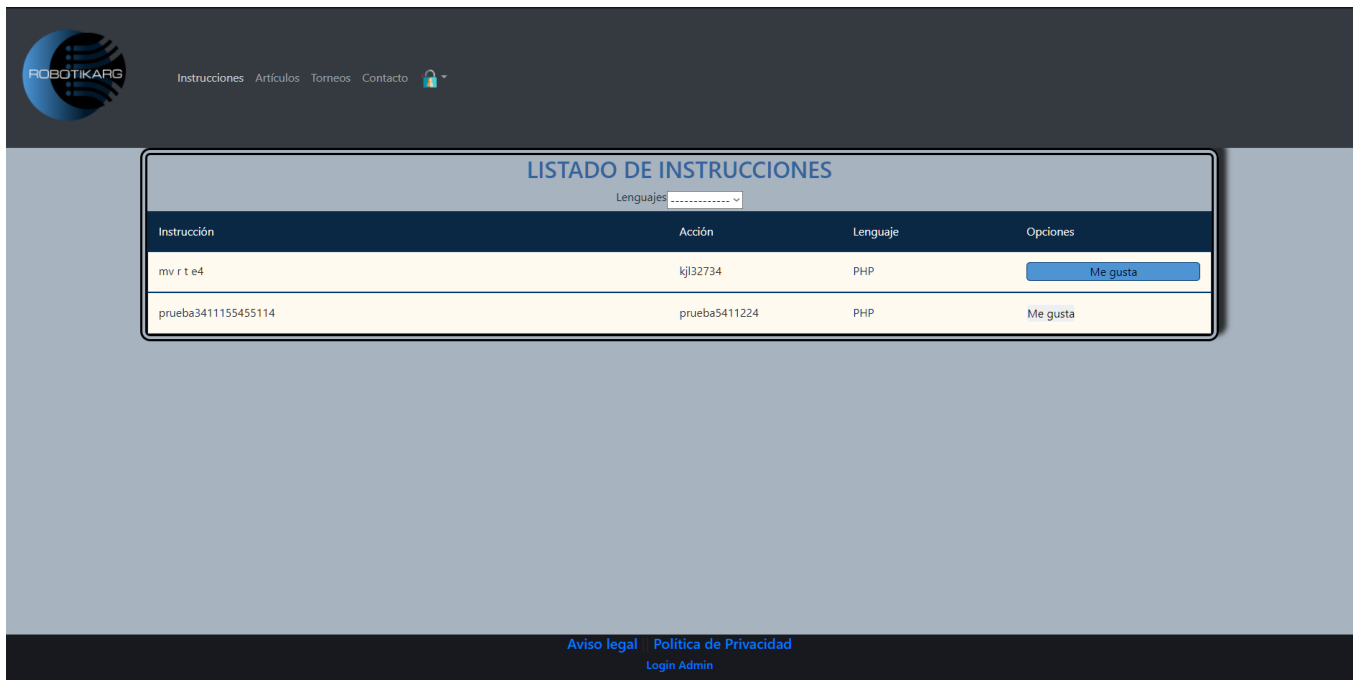 ROBOTIKARG
Instrucciones Artículos Torneos Contacto
LISTADO DE INSTRUCCIONES
Lenguajes -------------
Instrucción Acción Lenguaje Opciones
mv r t e4 kjl32734 PHP Me gusta
prueba3411155455114 prueba5411224 PHP Me gusta
Aviso legal || Política de Privacidad
Login Admin